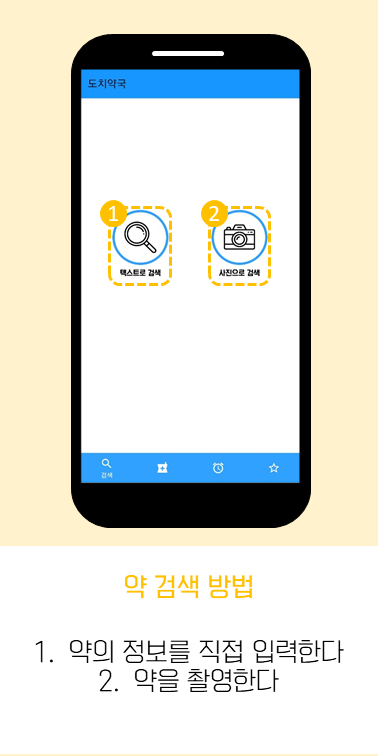 도치약국
1
2
텍스트로 검색
사진으로 검색
검색
약 검색 방법
1. 약의 정보를 직접 입력한다
2. 약을 촬영한다